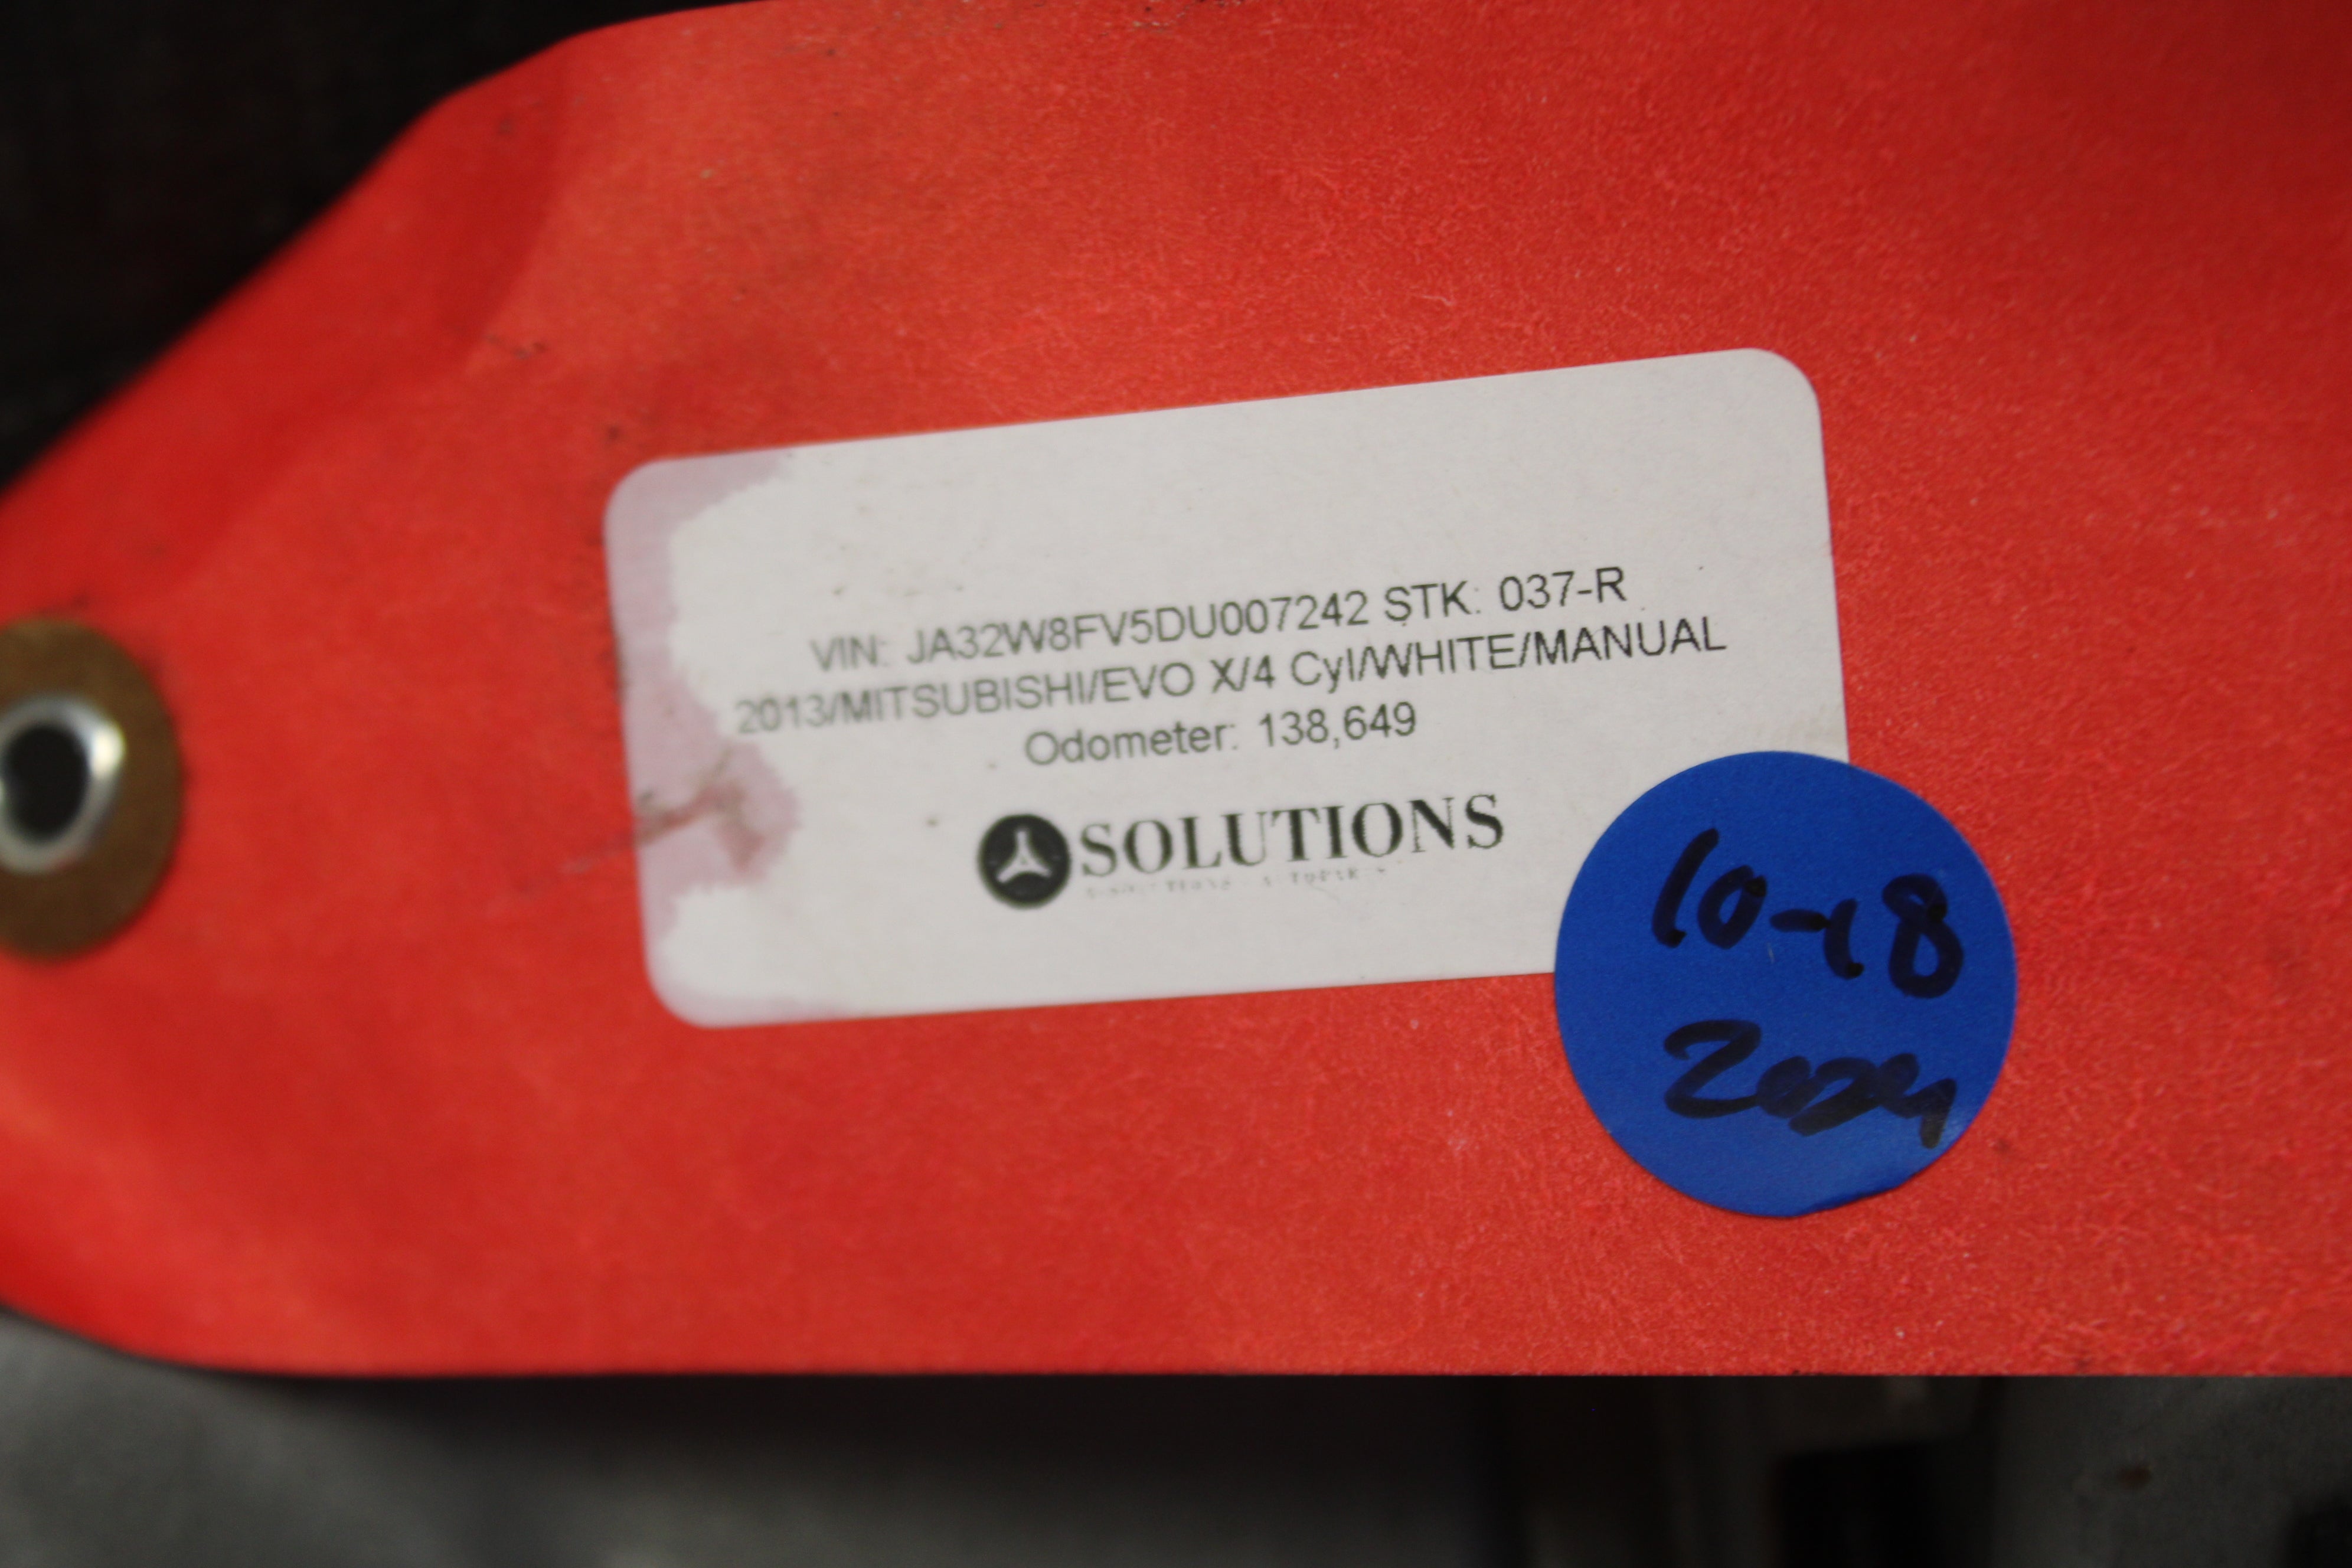 VIN: JA32W8FV5DU007242 STK: 037-R
2013/MITSUBISHI/EVO X/4 Cyl/WHITE/MANUAL
Odometer: 138,649
SOLUTIONS
10-18
2024